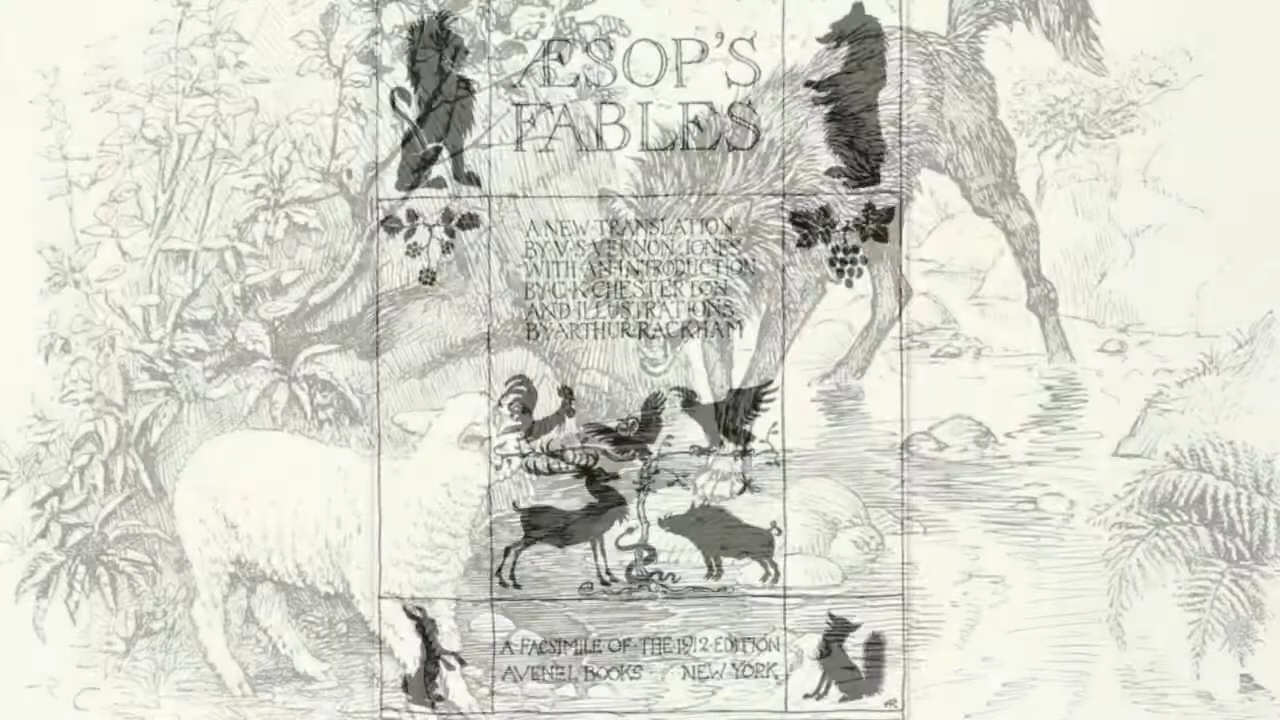 ÆSOP'S
FABLES
A·NEW·TRANSLATION
BY·V·S·VERNON·JONES
WITH·AN·INTRODUCTION
BY·G·K·CHESTERTON
AND·ILLUSTRATIONS
BY·ARTHUR·RACKHAM
A·FACSIMILE·OF·THE·1912·EDITION
AVENEL BOOKS · NEW YORK
AR